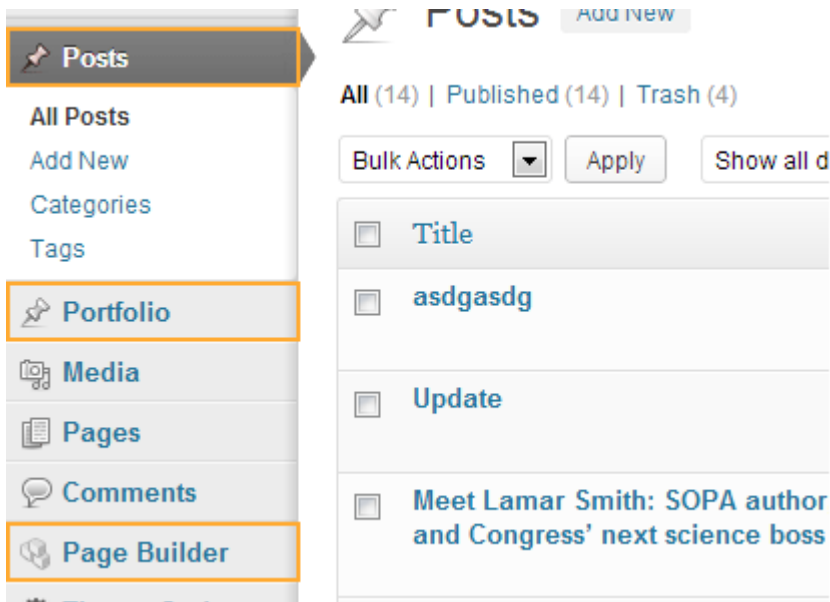 Posts
All Posts
Add New
Categories
Tags
Portfolio
Media
Pages
Comments
Page Builder
Posts Add New
All (14) | Published (14) | Trash (4)
Bulk Actions Apply Show all d
Title
asdgasdg
Update
Meet Lamar Smith: SOPA author
and Congress’ next science boss